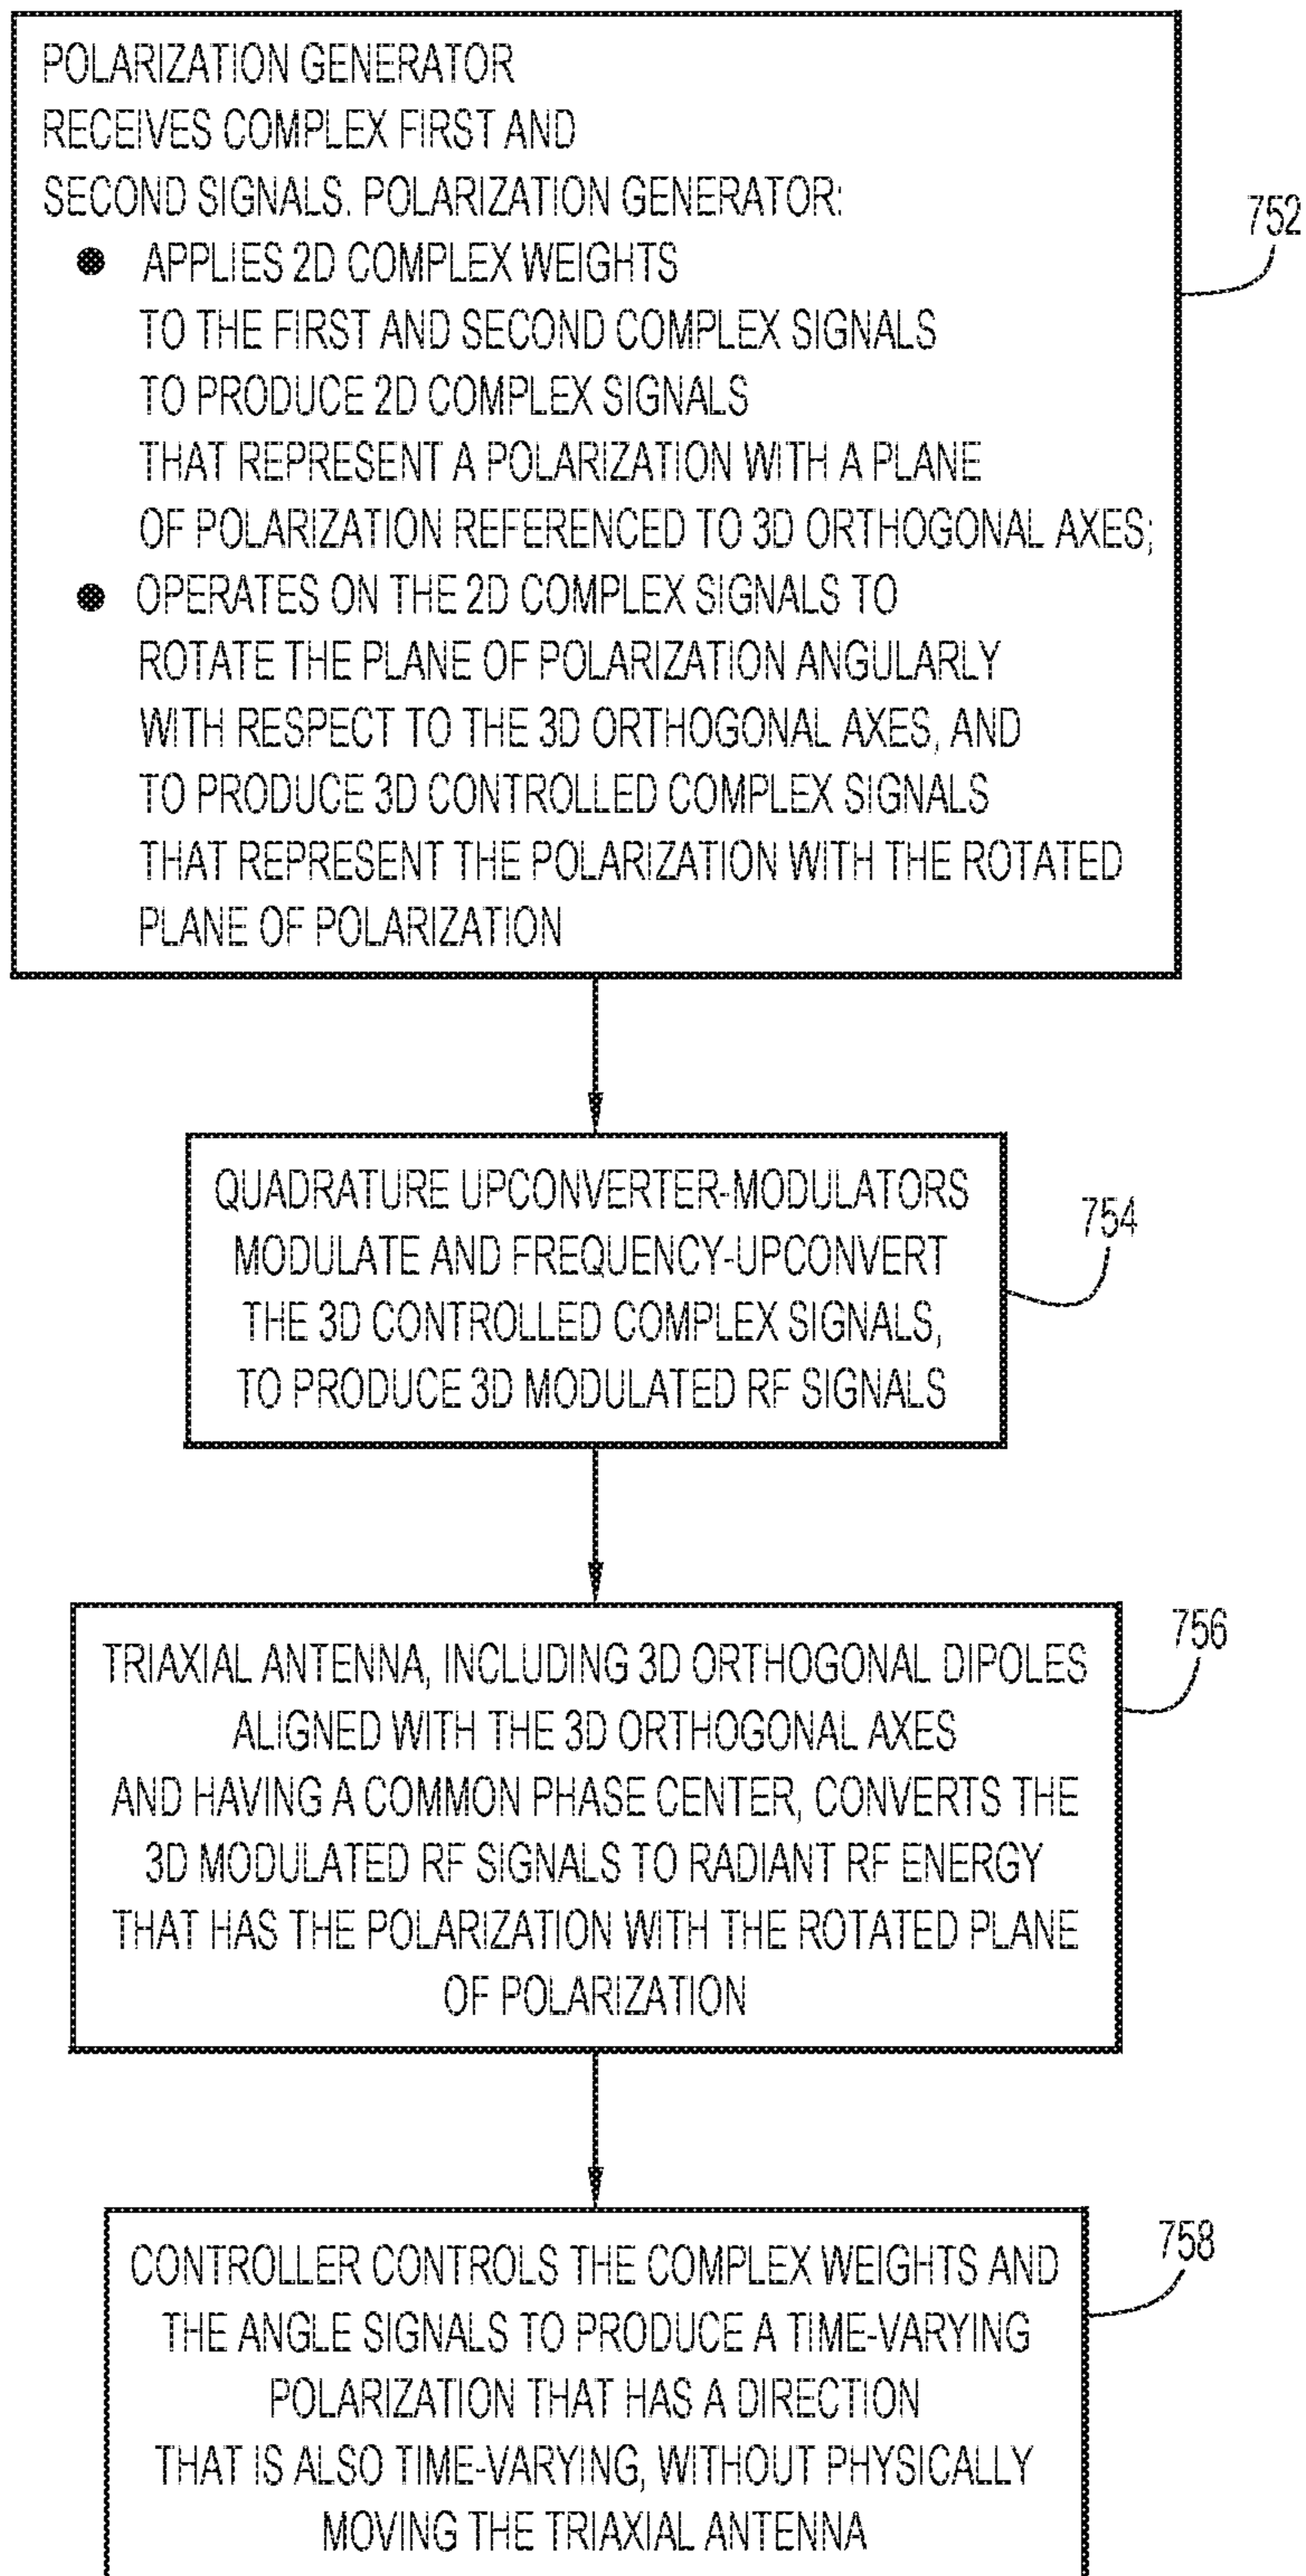 POLARIZATION GENERATOR
RECEIVES COMPLEX FIRST AND
SECOND SIGNALS. POLARIZATION GENERATOR:
● APPLIES 2D COMPLEX WEIGHTS
TO THE FIRST AND SECOND COMPLEX SIGNALS
TO PRODUCE 2D COMPLEX SIGNALS
THAT REPRESENT A POLARIZATION WITH A PLANE
OF POLARIZATION REFERENCED TO 3D ORTHOGONAL AXES;
● OPERATES ON THE 2D COMPLEX SIGNALS TO
ROTATE THE PLANE OF POLARIZATION ANGULARLY
WITH RESPECT TO THE 3D ORTHOGONAL AXES, AND
TO PRODUCE 3D CONTROLLED COMPLEX SIGNALS
THAT REPRESENT THE POLARIZATION WITH THE ROTATED
PLANE OF POLARIZATION
752
QUADRATURE UPCONVERTER-MODULATORS
MODULATE AND FREQUENCY-UPCONVERT
THE 3D CONTROLLED COMPLEX SIGNALS,
TO PRODUCE 3D MODULATED RF SIGNALS
754
TRIAXIAL ANTENNA, INCLUDING 3D ORTHOGONAL DIPOLES
ALIGNED WITH THE 3D ORTHOGONAL AXES
AND HAVING A COMMON PHASE CENTER, CONVERTS THE
3D MODULATED RF SIGNALS TO RADIANT RF ENERGY
THAT HAS THE POLARIZATION WITH THE ROTATED PLANE
OF POLARIZATION
756
CONTROLLER CONTROLS THE COMPLEX WEIGHTS AND
THE ANGLE SIGNALS TO PRODUCE A TIME-VARYING
POLARIZATION THAT HAS A DIRECTION
THAT IS ALSO TIME-VARYING, WITHOUT PHYSICALLY
MOVING THE TRIAXIAL ANTENNA
758